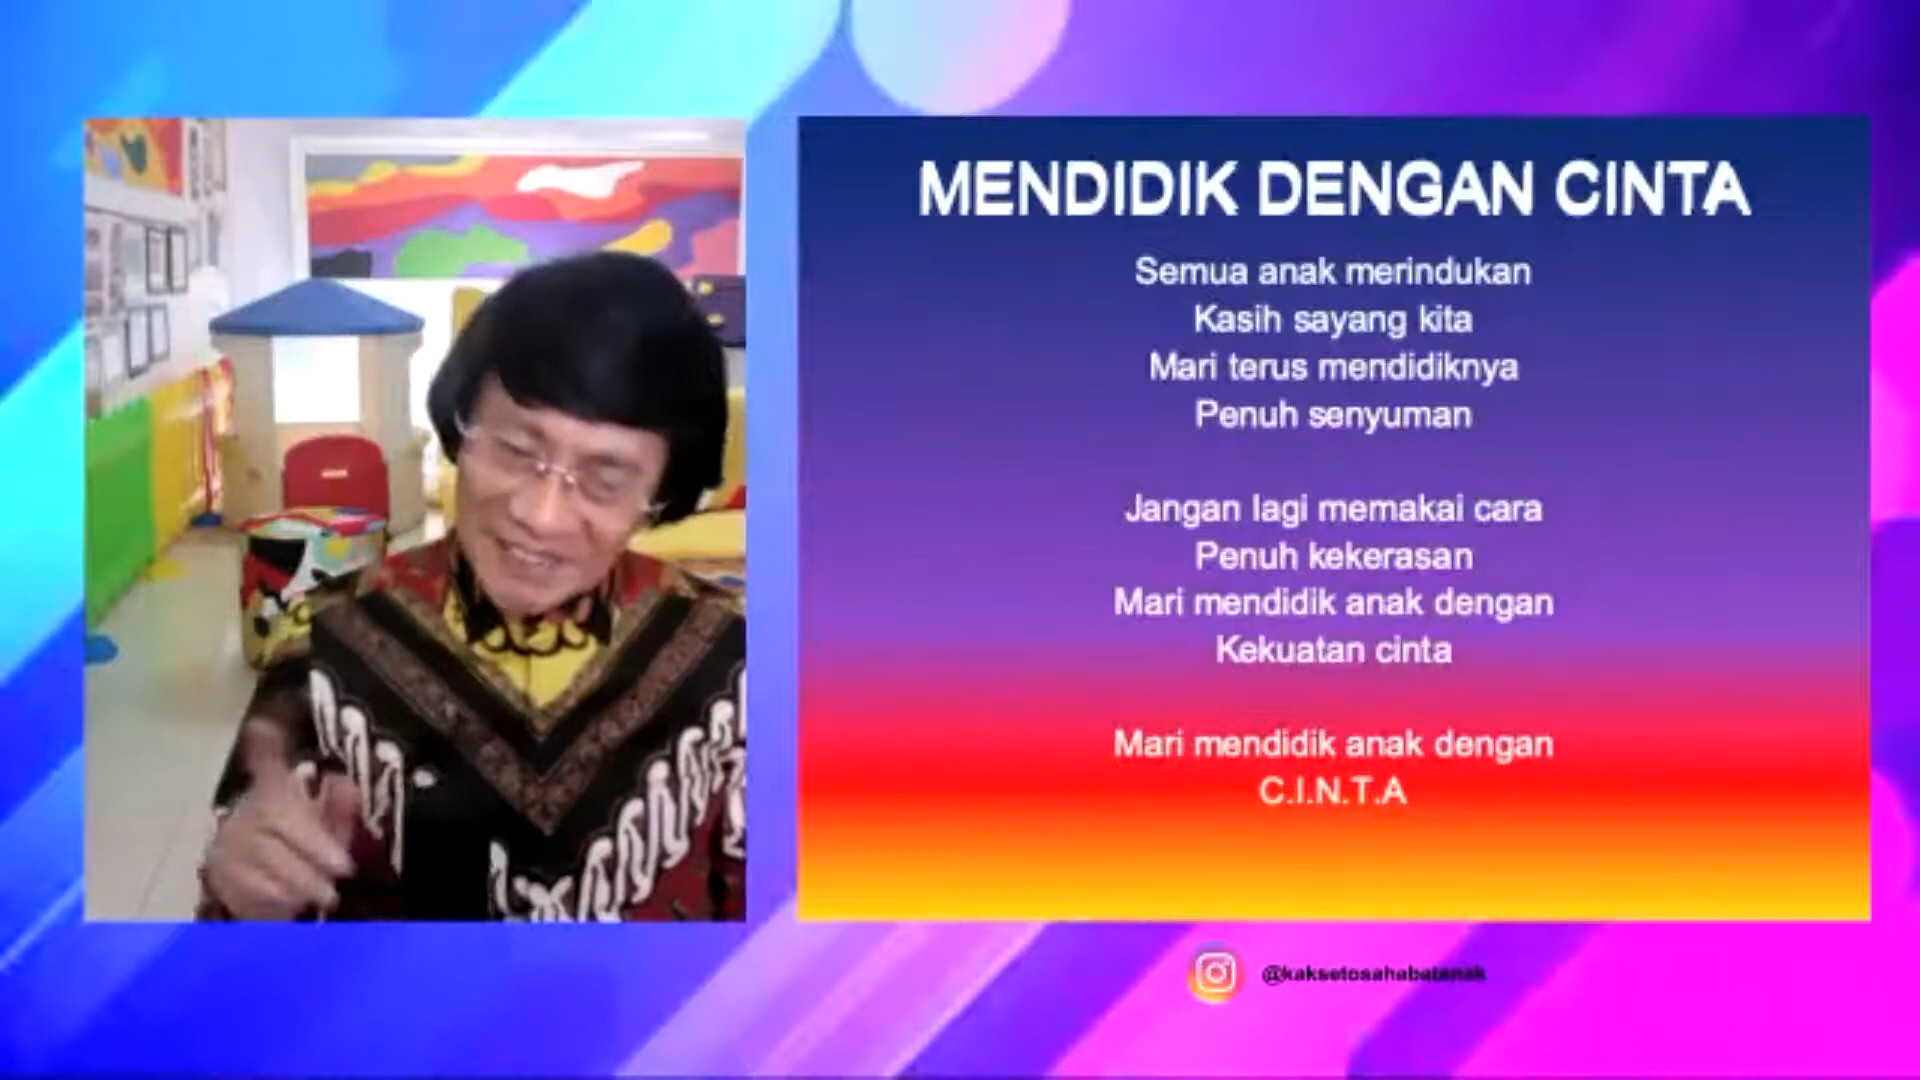 MENDIDIK DENGAN CINTA
Semua anak merindukan
Kasih sayang kita
Mari terus mendidiknya
Penuh senyuman
Jangan lagi memakai cara
Penuh kekerasan
Mari mendidik anak dengan
Kekuatan cinta
Mari mendidik anak dengan
C.I.N.T.A
@kaksetosahabatanak